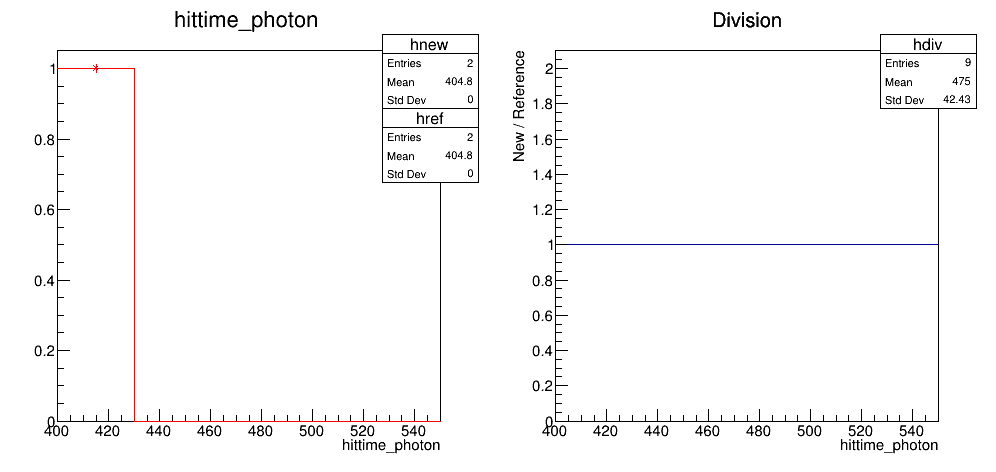 hittime_photon
hnew
Entries 2
Mean 404.8
Std Dev 0
href
Entries 2
Mean 404.8
Std Dev 0
1
0.8
0.6
0.4
0.2
0
400 420 440 460 480 500 520 540
hittime_photon
Division
hdiv
Entries 9
Mean 475
Std Dev 42.43
New / Reference
2
1.8
1.6
1.4
1.2
1
0.8
0.6
0.4
0.2
0
400 420 440 460 480 500 520 540
hittime_photon